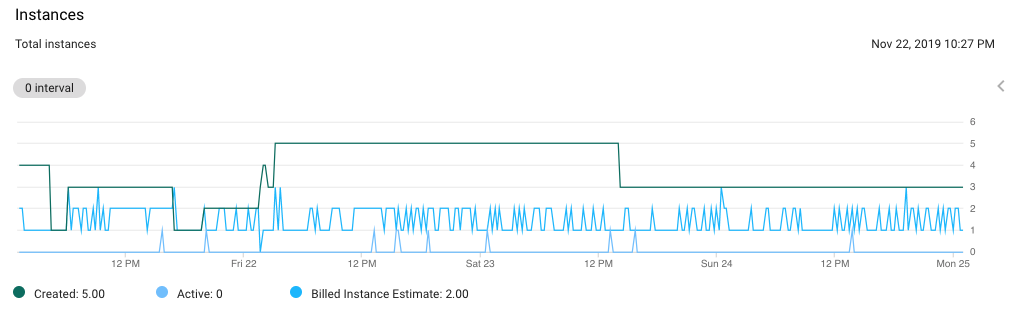 Instances
Total instances Nov 22, 2019 10:27 PM
0 interval
6
5
4
3
2
1
0
12 PM Fri 22 12 PM Sat 23 12 PM Sun 24 12 PM Mon 25
Created: 5.00 Active: 0 Billed Instance Estimate: 2.00